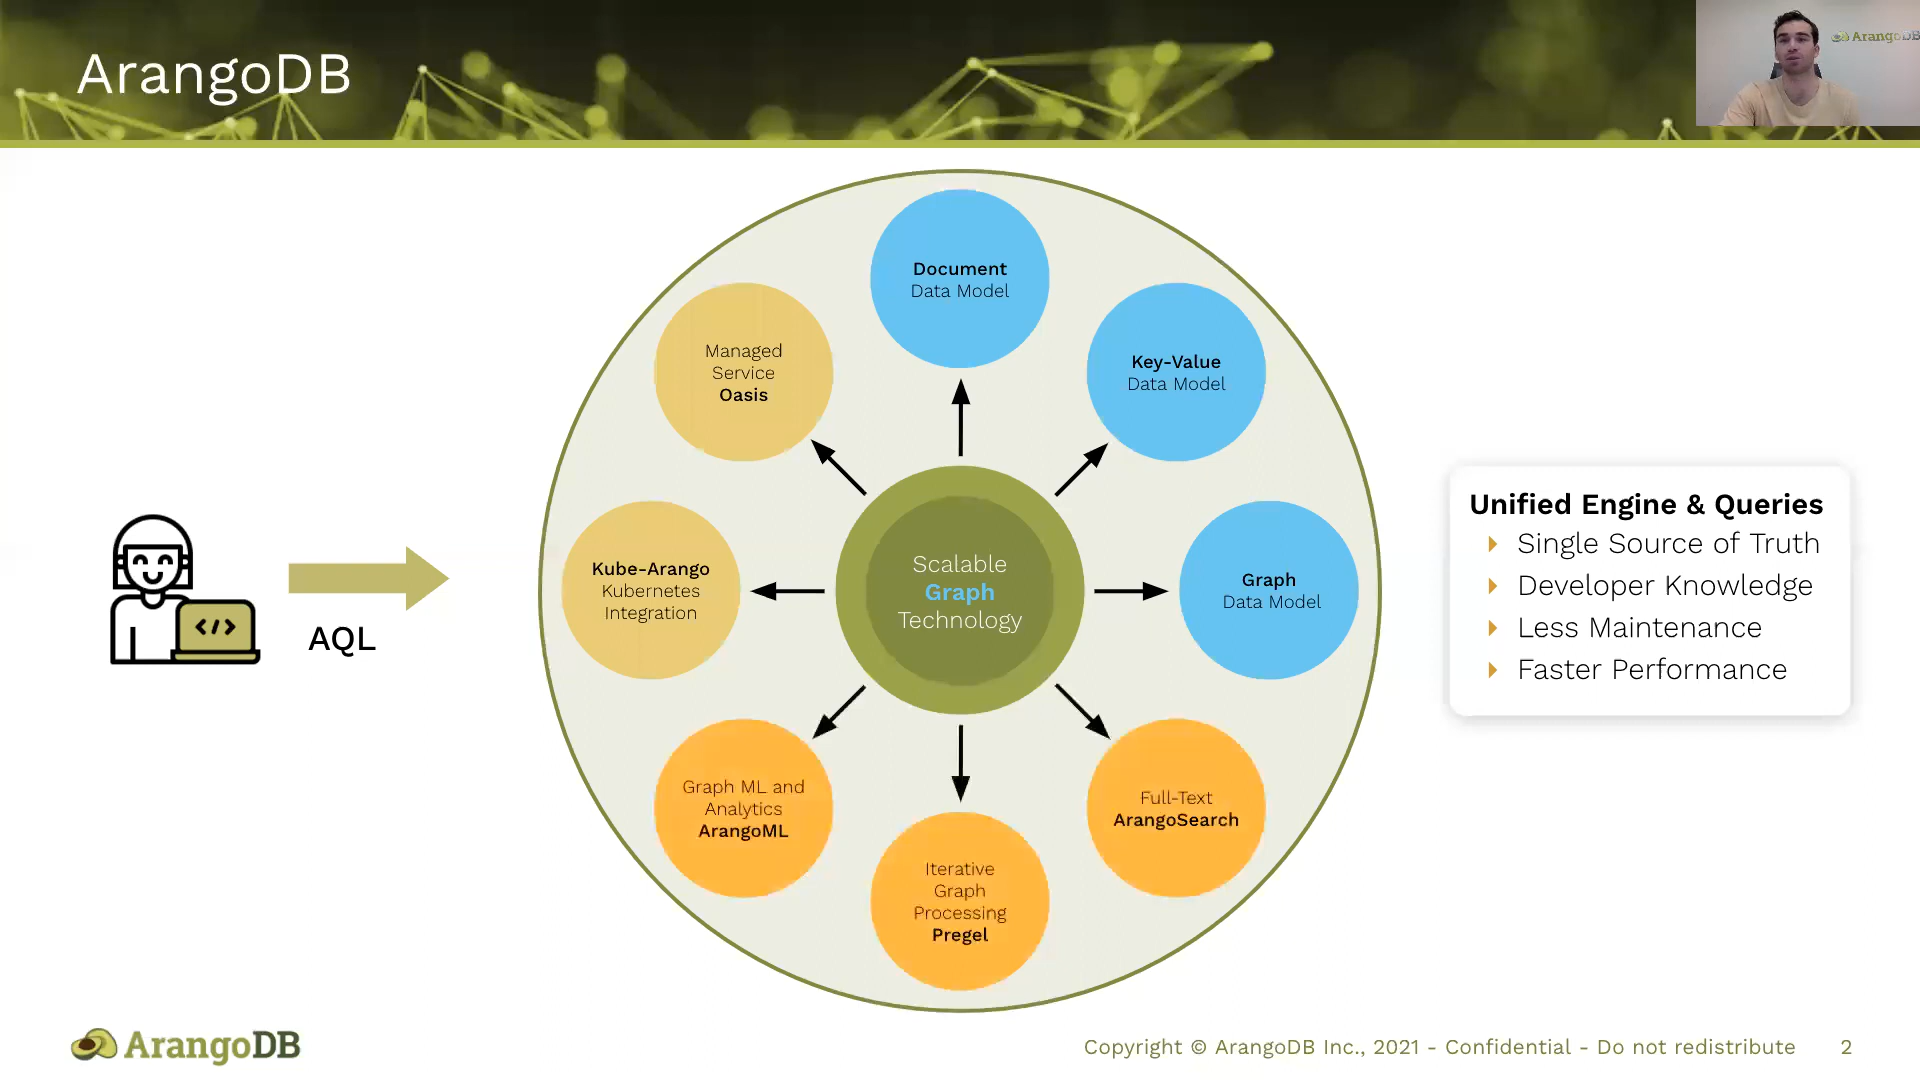 ArangoDB
ArangoDB
Document
Data Model
Managed
Service
Oasis
Key-Value
Data Model
Kube-Arango
Kubernetes
Integration
Scalable
Graph
Technology
Graph
Data Model
AQL
Unified Engine & Queries
Single Source of Truth
Developer Knowledge
Less Maintenance
Faster Performance
Graph ML and
Analytics
ArangoML
Full-Text
ArangoSearch
Iterative
Graph
Processing
Pregel
ArangoDB
Copyright © ArangoDB Inc., 2021 - Confidential - Do not redistribute 2